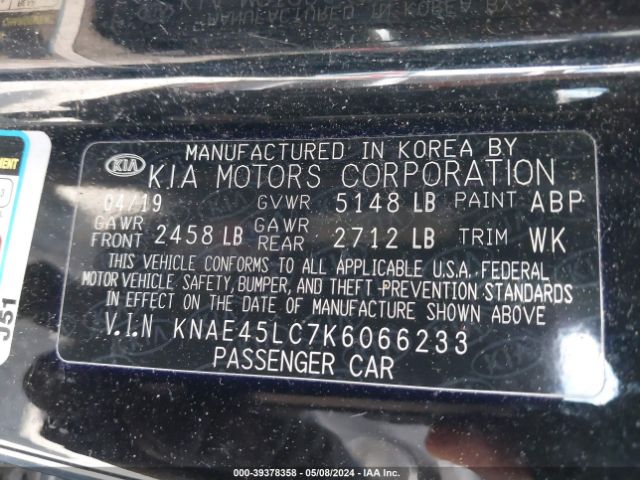 MANUFACTURED IN KOREA BY
KIA KIA MOTORS CORPORATION
04/19 GVWR 5148 LB PAINT ABP
GAWR FRONT 2458 LB GAWR REAR 2712 LB TRIM WK
THIS VEHICLE CONFORMS TO ALL APPLICABLE U.S.A. FEDERAL
MOTOR VEHICLE SAFETY, BUMPER, AND THEFT-PREVENTION STANDARDS
IN EFFECT ON THE DATE OF MANUFACTURE SHOWN ABOVE
V.I.N KNAE45LC7K6066233
PASSENGER CAR
J51
000-39378358 - 05/08/2024 - IAA Inc.